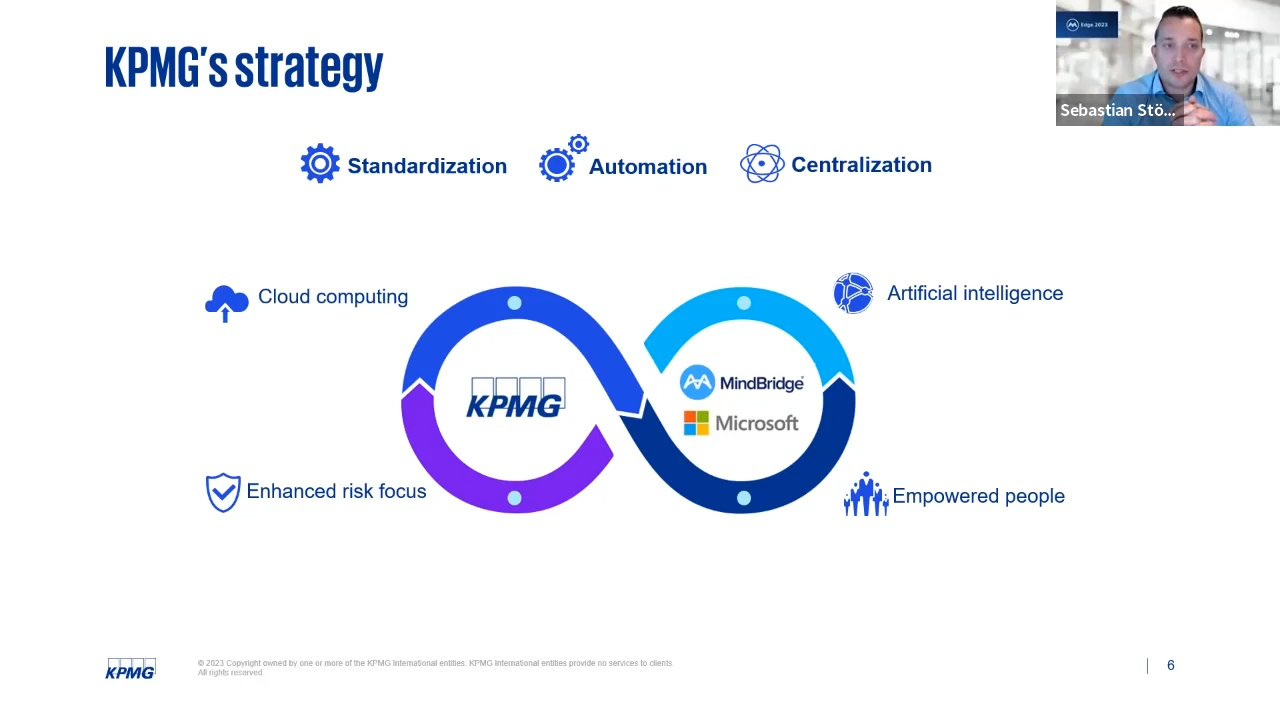 KPMG's strategy
Edge 2023
Sebastian Stö...
Standardization
Automation
Centralization
Cloud computing
Artificial intelligence
KPMG
MindBridge
Microsoft
Enhanced risk focus
Empowered people
KPMG
© 2023 Copyright owned by one or more of the KPMG International entities. KPMG International entities provide no services to clients.
All rights reserved.
6